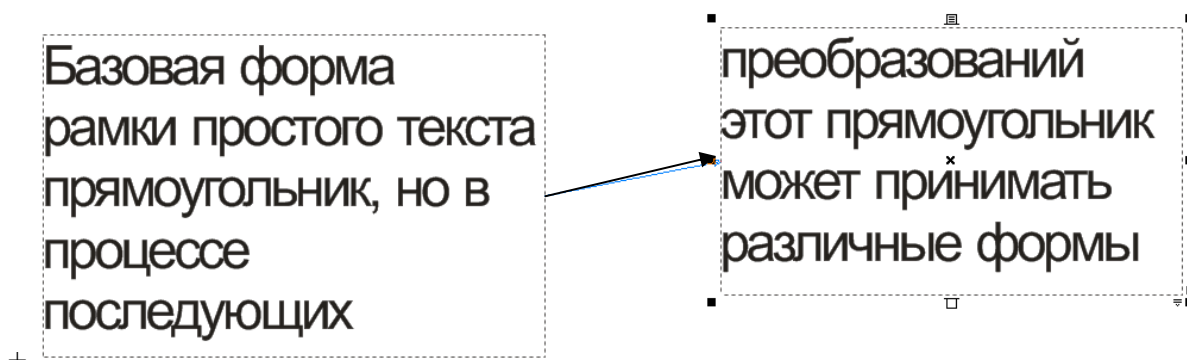 Базовая форма
рамки простого текста
прямоугольник, но в
процессе
последующих
преобразований
этот прямоугольник
может принимать
различные формы